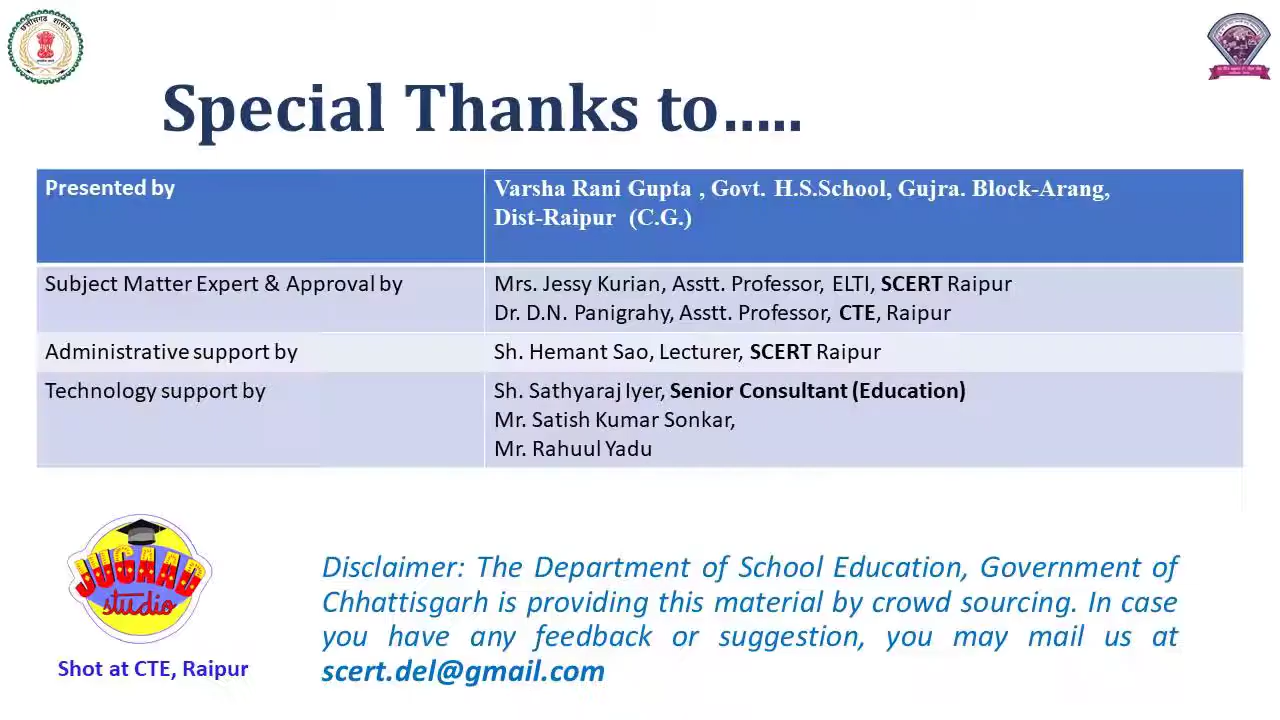 छत्तीसगढ़ शासन
Special Thanks to.....
Presented by
Varsha Rani Gupta , Govt. H.S.School, Gujra. Block-Arang,
Dist-Raipur (C.G.)
Subject Matter Expert & Approval by
Mrs. Jessy Kurian, Asstt. Professor, ELTI, SCERT Raipur
Dr. D.N. Panigrahy, Asstt. Professor, CTE, Raipur
Administrative support by
Sh. Hemant Sao, Lecturer, SCERT Raipur
Technology support by
Sh. Sathyaraj Iyer, Senior Consultant (Education)
Mr. Satish Kumar Sonkar,
Mr. Rahuul Yadu
JUGAAD
studio
Shot at CTE, Raipur
Disclaimer: The Department of School Education, Government of
Chhattisgarh is providing this material by crowd sourcing. In case
you have any feedback or suggestion, you may mail us at
scert.del@gmail.com